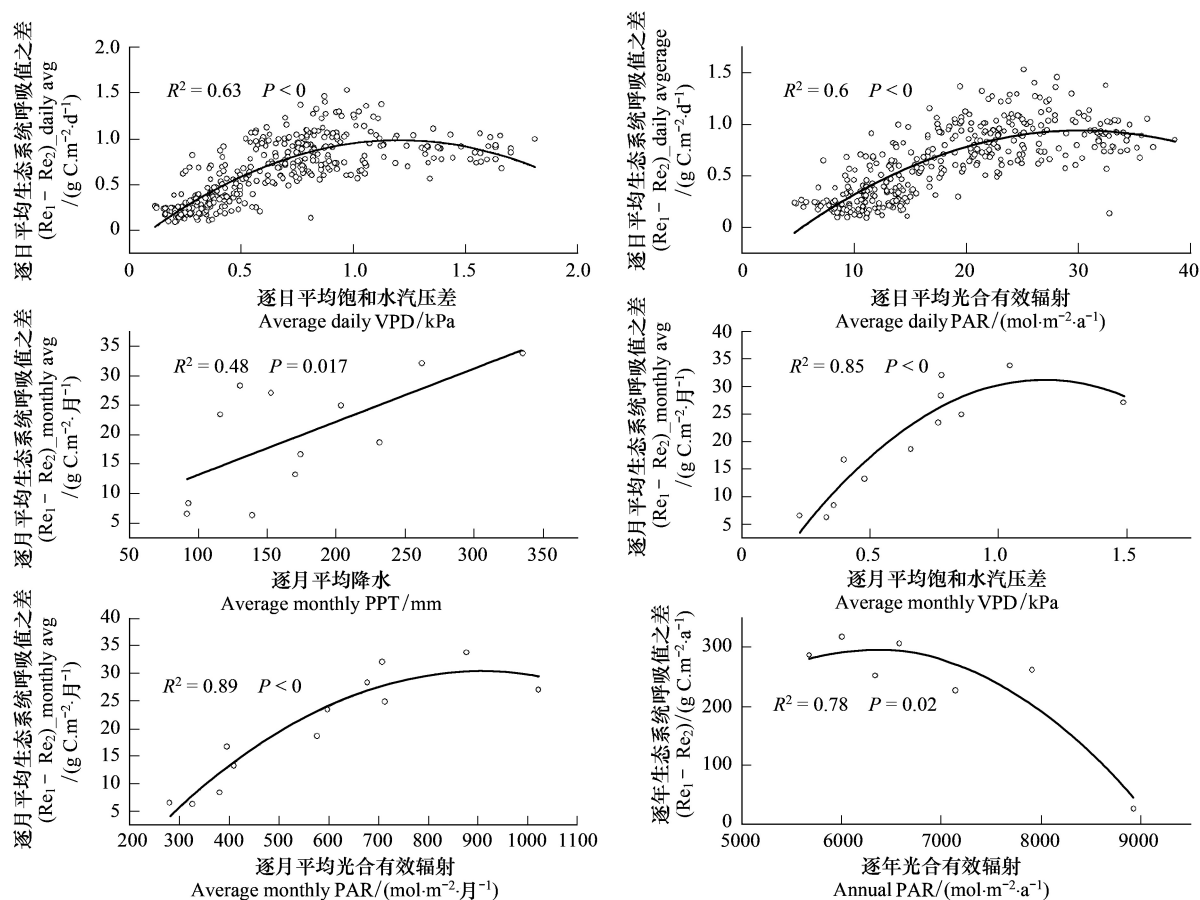 逐日平均生态系统呼吸值之差
(Re₁ − Re₂)_daily avg
/(g C.m⁻²·d⁻¹)
2.0
1.5
1.0
0.5
0
R² = 0.63 P < 0
0 0.5 1.0 1.5 2.0
逐日平均饱和水汽压差
Average daily VPD/kPa
逐日平均生态系统呼吸值之差
(Re₁ − Re₂)_daily avgerage
/(g C.m⁻²·d⁻¹)
1.5
1.0
0.5
0
R² = 0.6 P < 0
0 10 20 30 40
逐日平均光合有效辐射
Average daily PAR/(mol·m⁻²·a⁻¹)
逐月平均生态系统呼吸值之差
(Re₁ − Re₂)_monthly avg
/(g C.m⁻²·月⁻¹)
35
30
25
20
15
10
5
R² = 0.48 P = 0.017
50 100 150 200 250 300 350
逐月平均降水
Average monthly PPT/mm
逐月平均生态系统呼吸值之差
(Re₁ − Re₂)_monthly avg
/(g C.m⁻²·月⁻¹)
40
35
30
25
20
15
10
5
0
R² = 0.85 P < 0
0 0.5 1.0 1.5
逐月平均饱和水汽压差
Average monthly VPD/kPa
逐月平均生态系统呼吸值之差
(Re₁ − Re₂)_monthly avg
/(g C.m⁻²·月⁻¹)
40
35
30
25
20
15
10
5
R² = 0.89 P < 0
200 300 400 500 600 700 800 900 1000 1100
逐月平均光合有效辐射
Average monthly PAR/(mol·m⁻²·月⁻¹)
逐年生态系统呼吸值之差
(Re₁ − Re₂)/(g C.m⁻²·a⁻¹)
300
200
100
0
R² = 0.78 P = 0.02
5000 6000 7000 8000 9000
逐年光合有效辐射
Annual PAR/(mol·m⁻²·a⁻¹)